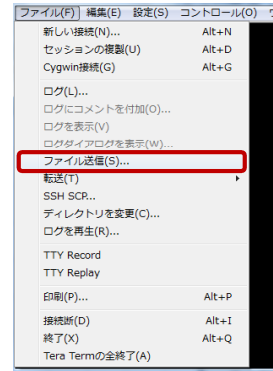 ファイル(F) 編集(E) 設定(S) コントロール(O)
新しい接続(N)... Alt+N
セッションの複製(U) Alt+D
Cygwin接続(G) Alt+G
ログ(L)...
ログにコメントを付加(O)...
ログを表示(V)
ログダイアログを表示(W)...
ファイル送信(S)...
転送(T)
SSH SCP...
ディレクトリを変更(C)...
ログを再生(R)...
TTY Record
TTY Replay
印刷(P)... Alt+P
接続断(D) Alt+I
終了(X) Alt+Q
Tera Termの全終了(A)